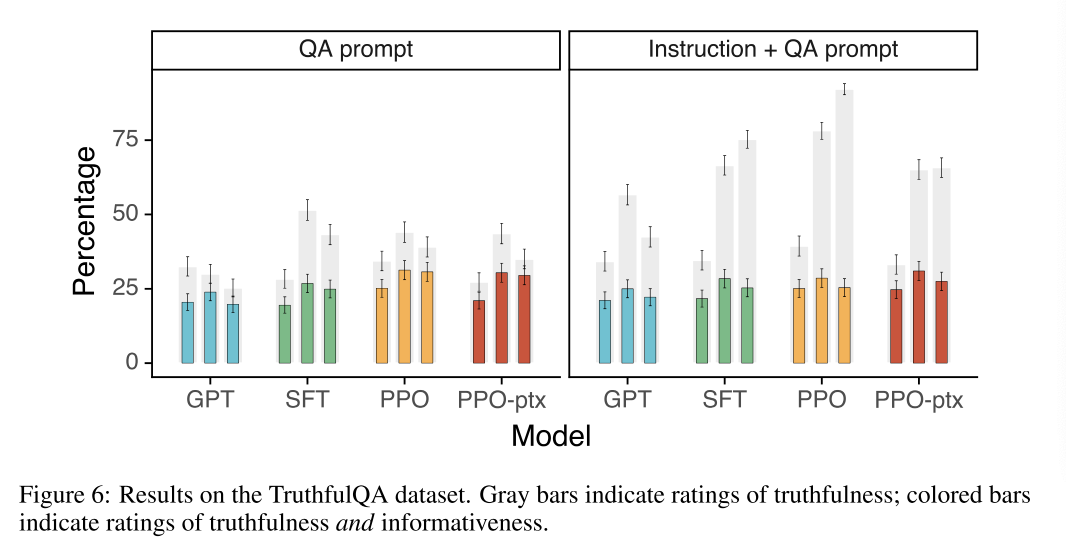 QA prompt
Instruction + QA prompt
Percentage
75
50
25
0
GPT SFT PPO PPO-ptx GPT SFT PPO PPO-ptx
Model
Figure 6: Results on the TruthfulQA dataset. Gray bars indicate ratings of truthfulness; colored bars
indicate ratings of truthfulness and informativeness.